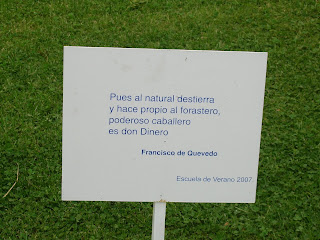 Pues al natural destierra
y hace propio al forastero,
poderoso caballero
es don Dinero
Francisco de Quevedo
Escuela de Verano 2007